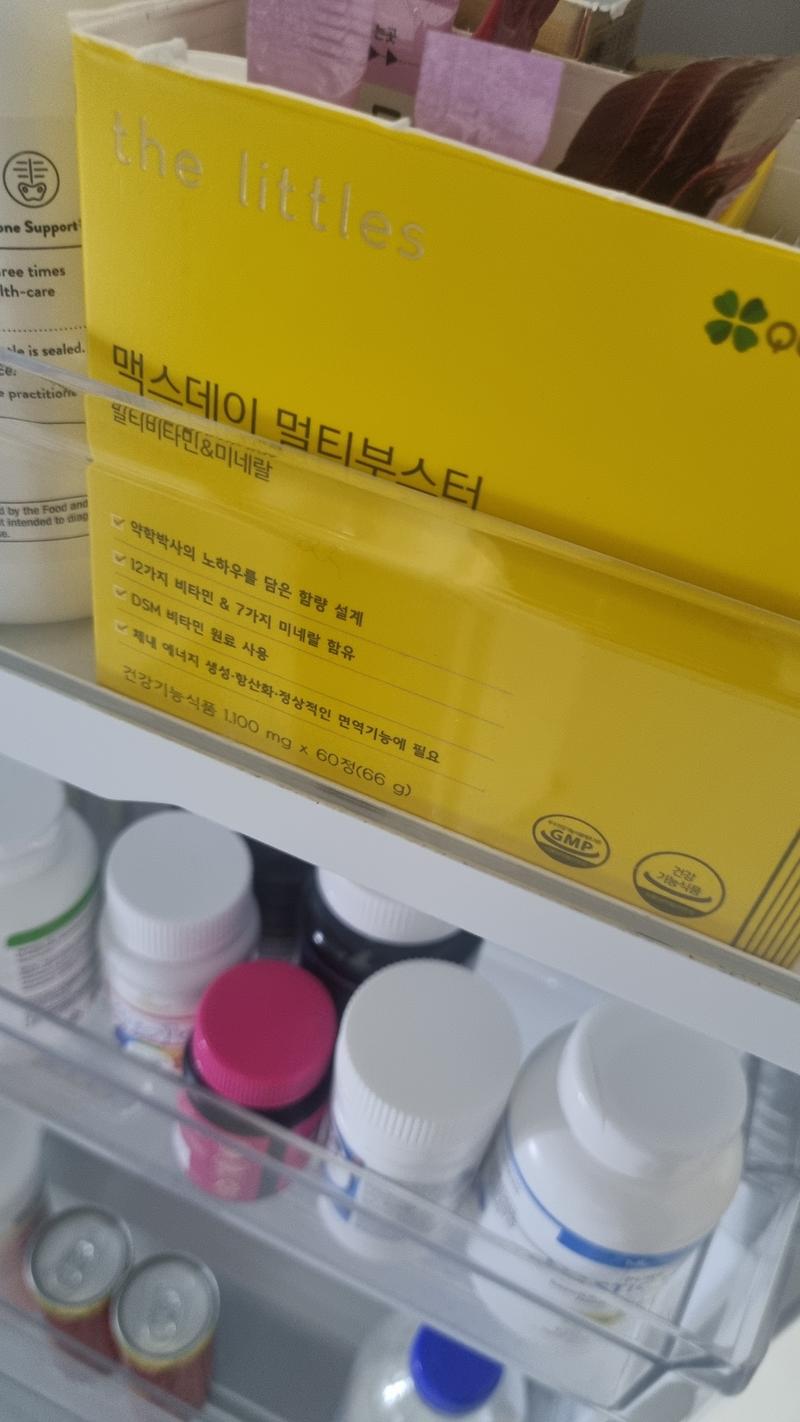 the littles
맥스데이 멀티부스터
멀티비타민&미네랄
약학박사의 노하우를 담은 함량 설계
12가지 비타민 & 7가지 미네랄 함유
DSM 비타민 원료 사용
체내 에너지 생성·항산화·정상적인 면역기능에 필요
건강기능식품 1,100 mg x 60정(66 g)
GMP
건강
기능식품
one Support
ree times
lth-care
is sealed.
practition
d by the Food and
t intended to diag
se.